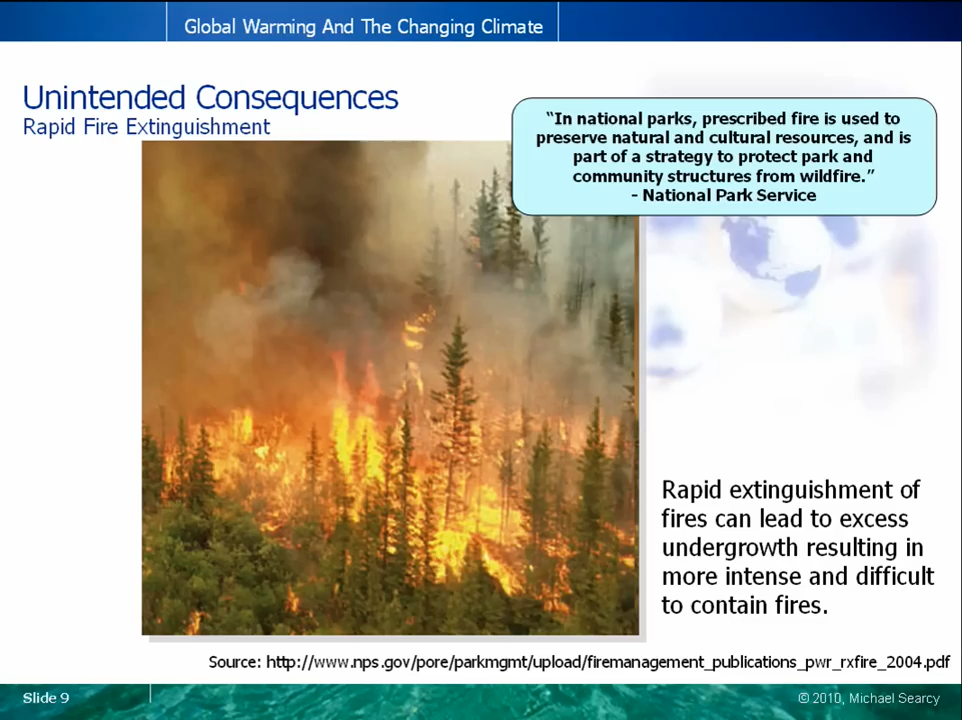 Global Warming And The Changing Climate
Unintended Consequences
Rapid Fire Extinguishment
“In national parks, prescribed fire is used to
preserve natural and cultural resources, and is
part of a strategy to protect park and
community structures from wildfire.”
- National Park Service
Rapid extinguishment of
fires can lead to excess
undergrowth resulting in
more intense and difficult
to contain fires.
Source: http://www.nps.gov/pore/parkmgmt/upload/firemanagement_publications_pwr_rxfire_2004.pdf
Slide 9
© 2010, Michael Searcy